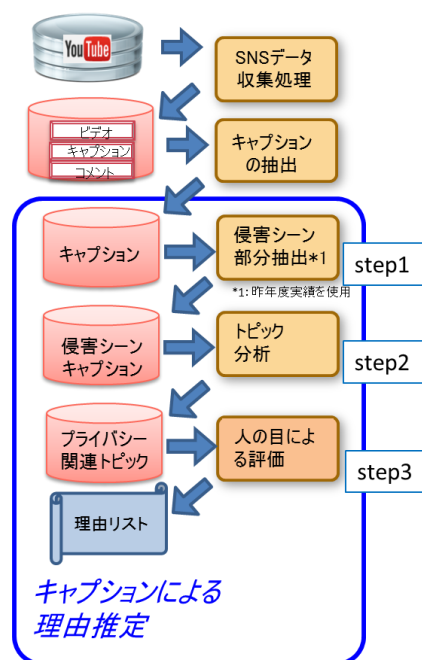 YouTube
SNSデータ
収集処理
ビデオ
キャプション
コメント
キャプション
の抽出
キャプション
侵害シーン
部分抽出*1
step1
*1:昨年度実績を使用
侵害シーン
キャプション
トピック
分析
step2
プライバシー
関連トピック
人の目によ
る評価
step3
理由リスト
キャプションによる
理由推定